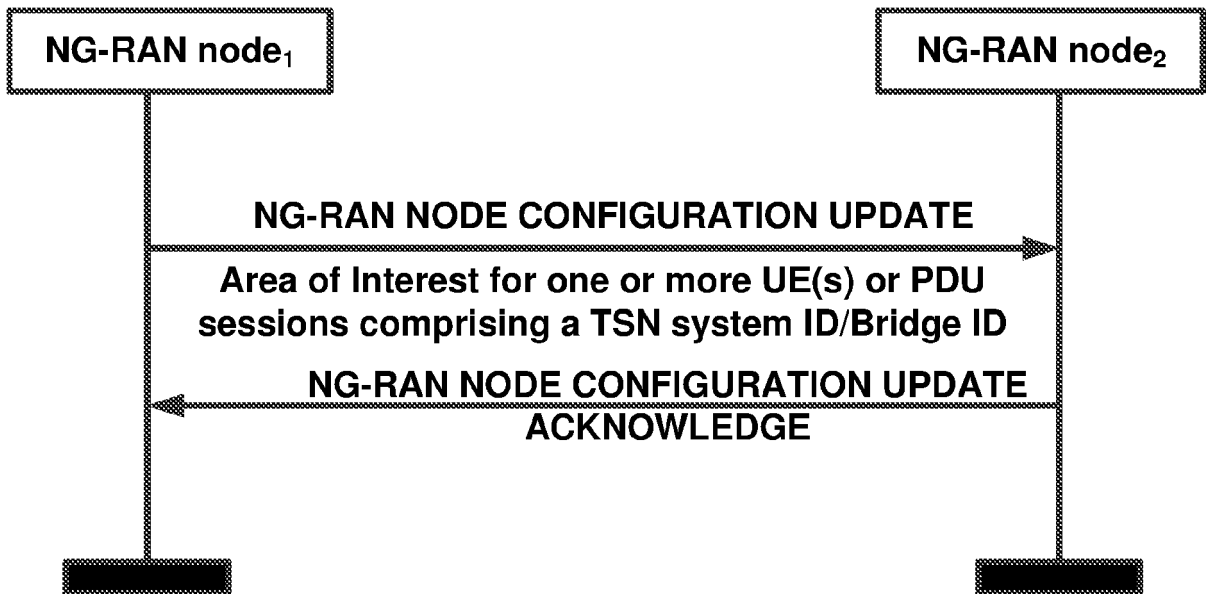 NG-RAN node₁
NG-RAN node₂
NG-RAN NODE CONFIGURATION UPDATE
Area of Interest for one or more UE(s) or PDU
sessions comprising a TSN system ID/Bridge ID
NG-RAN NODE CONFIGURATION UPDATE
ACKNOWLEDGE